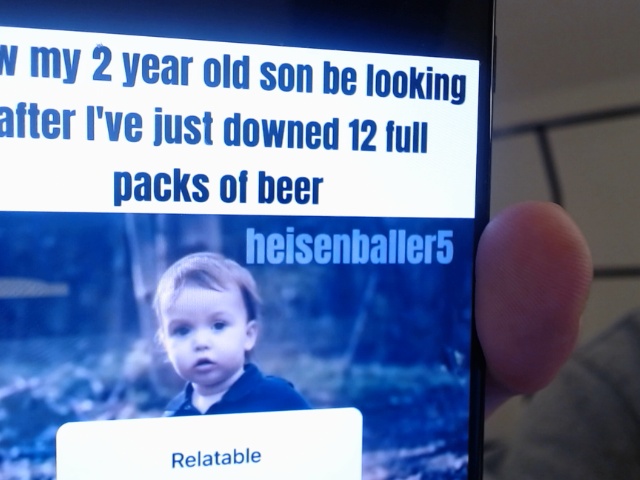 my 2 year old son be looking
after I've just downed 12 full
packs of beer
heisenballer5
Relatable